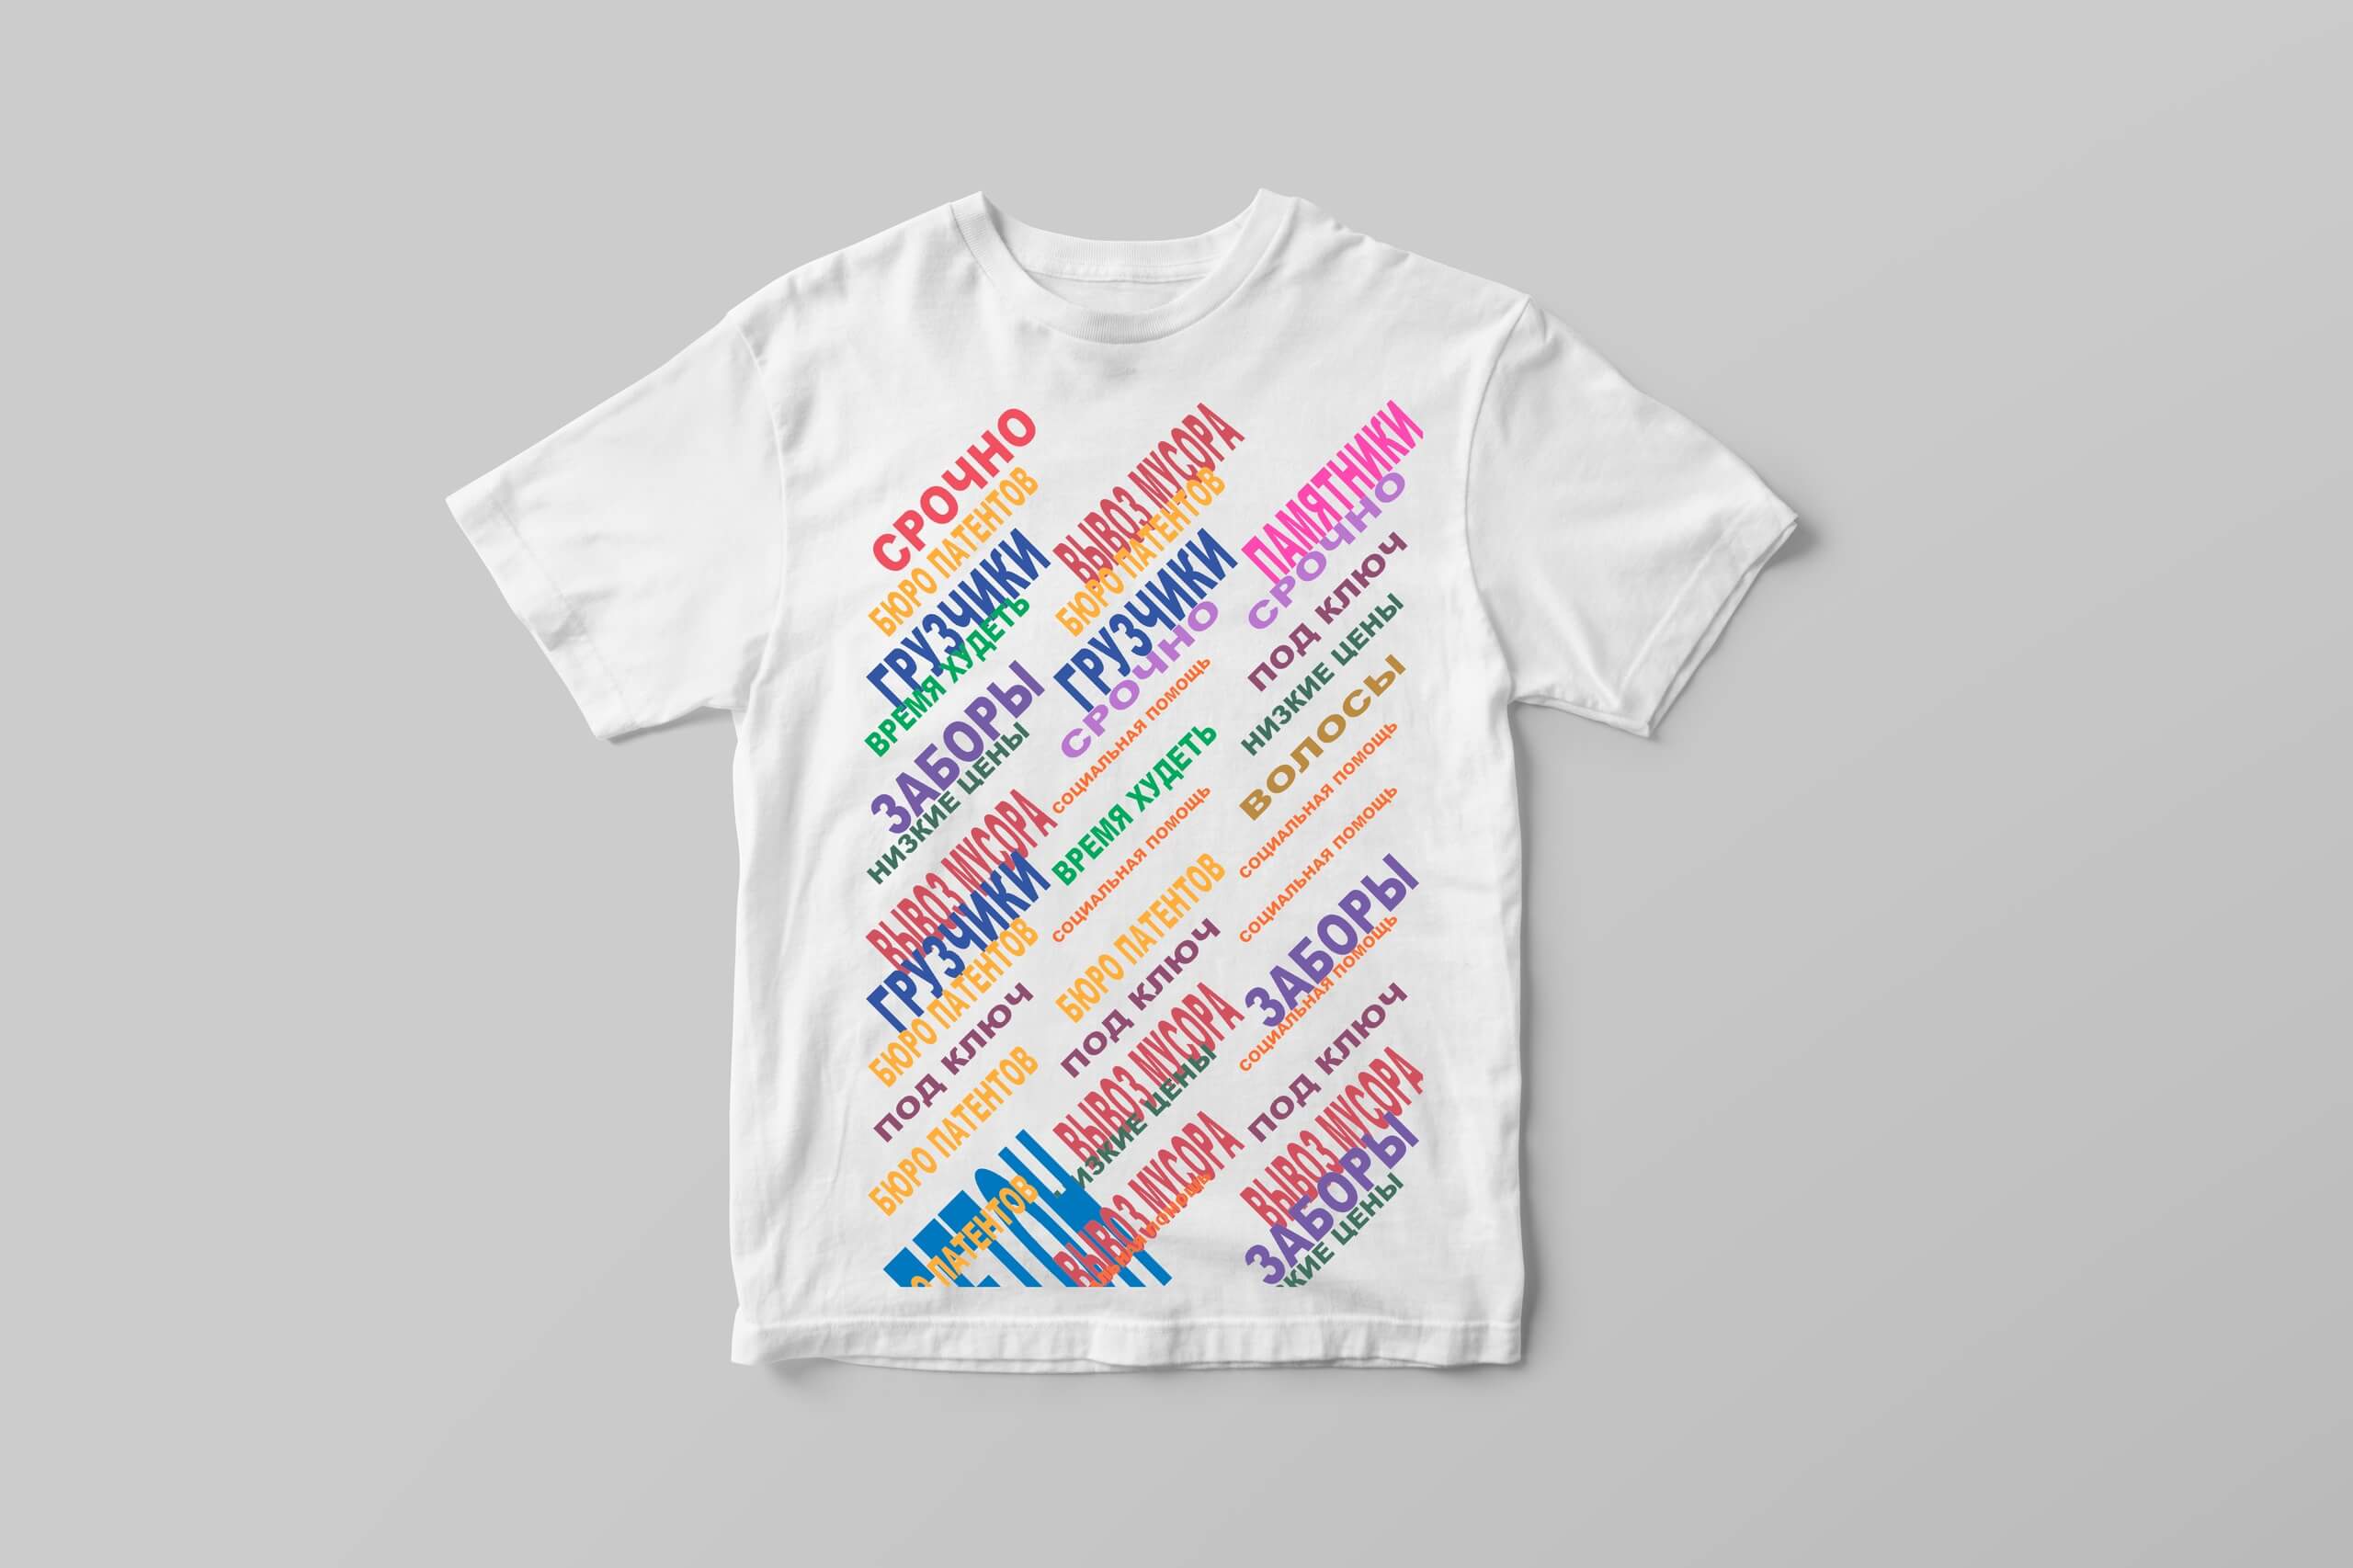 СРОЧНО
БЮРО ПАТЕНТОВ
ГРУЗЧИКИ
ВРЕМЯ ХУДЕТЬ
ЗАБОРЫ
НИЗКИЕ ЦЕНЫ
ВЫВОЗ МУСОРА
ГРУЗЧИКИ
БЮРО ПАТЕНТОВ
ПОД КЛЮЧ
БЮРО ПАТЕНТОВ
ПАТЕНТОВ
ВЫВОЗ МУСОРА
БЮРО ПАТЕНТОВ
ГРУЗЧИКИ
СРОЧНО
СОЦИАЛЬНАЯ ПОМОЩЬ
ВРЕМЯ ХУДЕТЬ
СОЦИАЛЬНАЯ ПОМОЩЬ
БЮРО ПАТЕНТОВ
ПОД КЛЮЧ
ВЫВОЗ МУСОРА
НИЗКИЕ ЦЕНЫ
ВЫВОЗ МУСОРА
ПОМОЩЬ
ПАМЯТНИКИ
СРОЧНО
ПОД КЛЮЧ
НИЗКИЕ ЦЕНЫ
ВОЛОСЫ
СОЦИАЛЬНАЯ ПОМОЩЬ
СОЦИАЛЬНАЯ ПОМОЩЬ
ЗАБОРЫ
СОЦИАЛЬНАЯ ПОМОЩЬ
ПОД КЛЮЧ
ВЫВОЗ МУСОРА
ЗАБОРЫ
КИЕ ЦЕНЫ